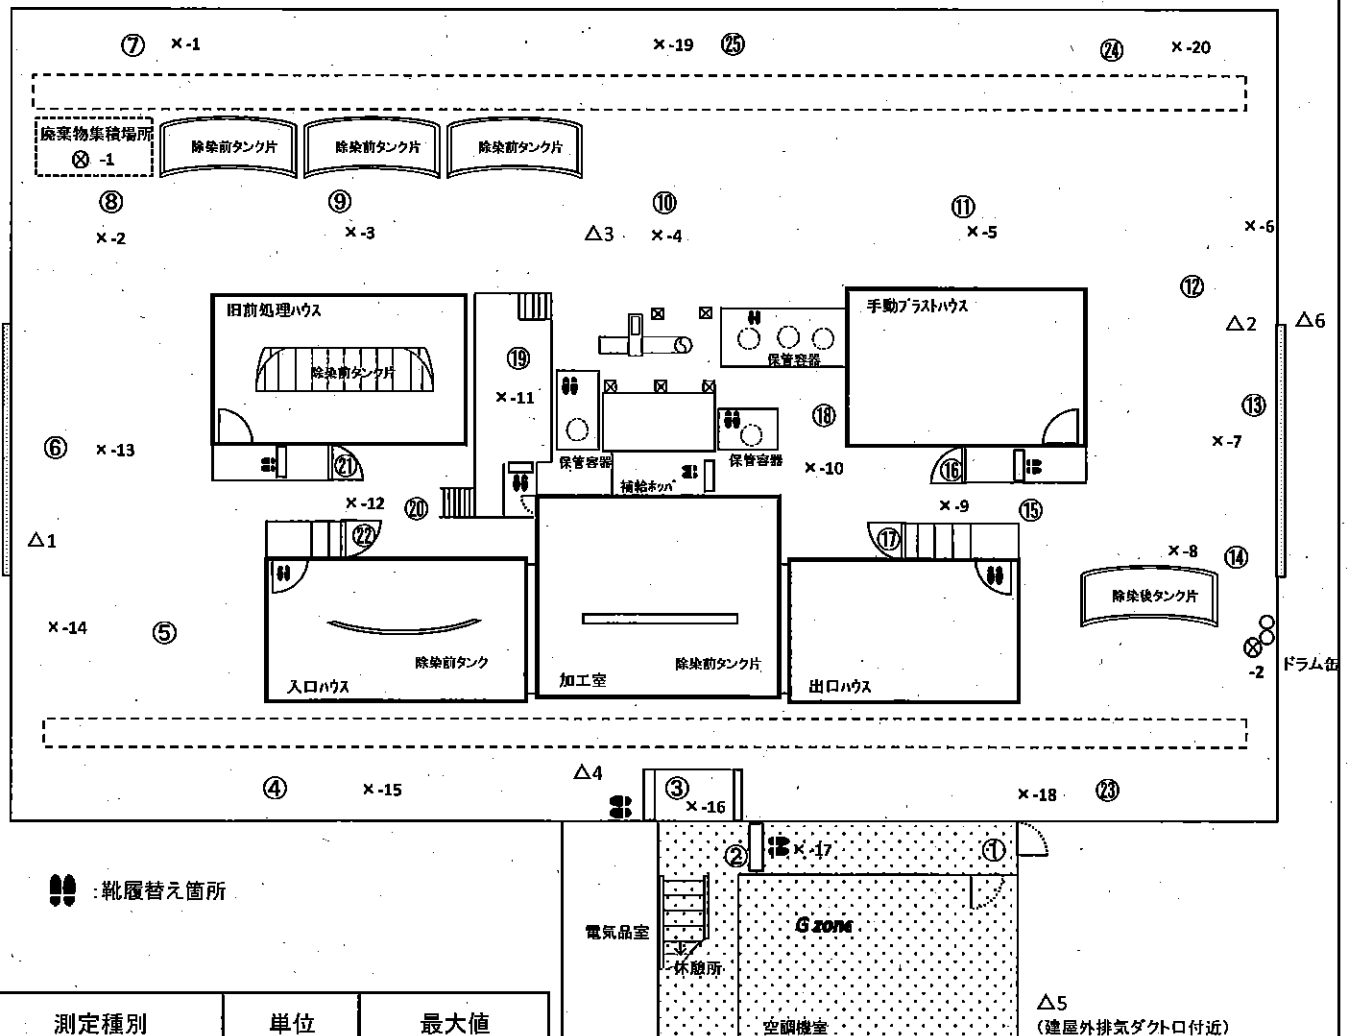 ⑦ ×-1 ×-19 ㉕ ㉔ ×-20
廃棄物集積場所
⊗ -1
除染前タンク片 除染前タンク片 除染前タンク片
⑧ ⑨ ⑩ ⑪
×-2 ×-3 △3 ×-4 ×-5 ×-6
⑫
旧前処理ハウス
手動ブラストハウス
△2 △6
除染前タンク片
⑲
保管容器
×-11
⑱ ⑬
⑥ ×-13
×-7
㉑
保管容器 保管容器
×-10
⑯
補給ホッパ
×-12 ⑳
×-9 ⑮
△1
㉒ ⑰
×-8 ⑭
除染後タンク片
×-14 ⑤
除染前タンク
除染前タンク片
⊗
-2
ドラム缶
入口ハウス
加工室
出口ハウス
④ ×-15
△4
③ ×-16
×-18 ㉓
② ×-17 ①
:靴履替え箇所
G zone
電気品室
休憩所
空調機室
△5
(建屋外排気ダクト口付近)
測定種別 単位 最大値